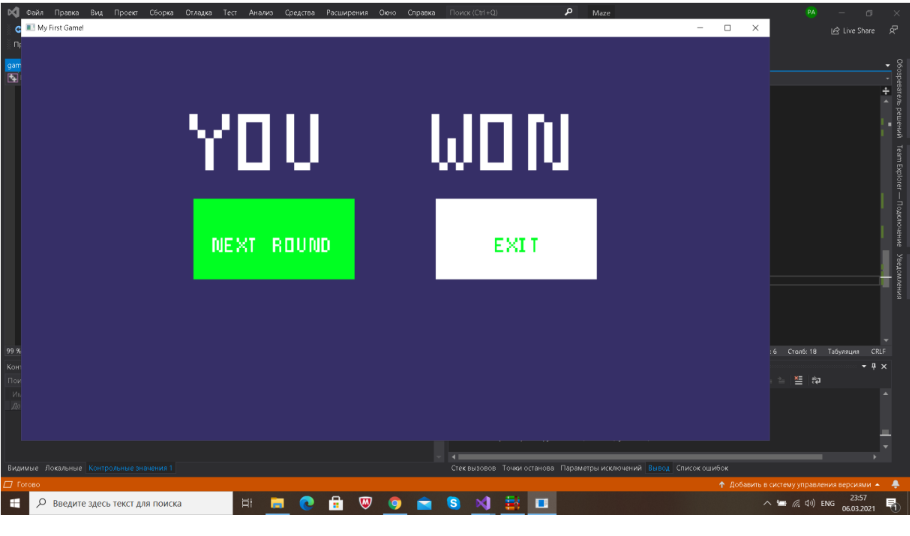 Файл Правка Вид Проект Сборка Отладка Тест Анализ Средства Расширения Окно Справка Поиск (Ctrl+Q) Maze PA
My First Game!
Live Share
YOU WON
NEXT ROUND EXIT
Обозреватель решений Team Explorer — Подключение Уведомления
99 % Столб: 18 Табуляция CRLF
Видимые Локальные Контрольные значения 1 Стек вызовов Точки останова Параметры исключений Вывод Список ошибок
Готово Добавить в систему управления версиями
Введите здесь текст для поиска ENG 23:57
06.03.2021